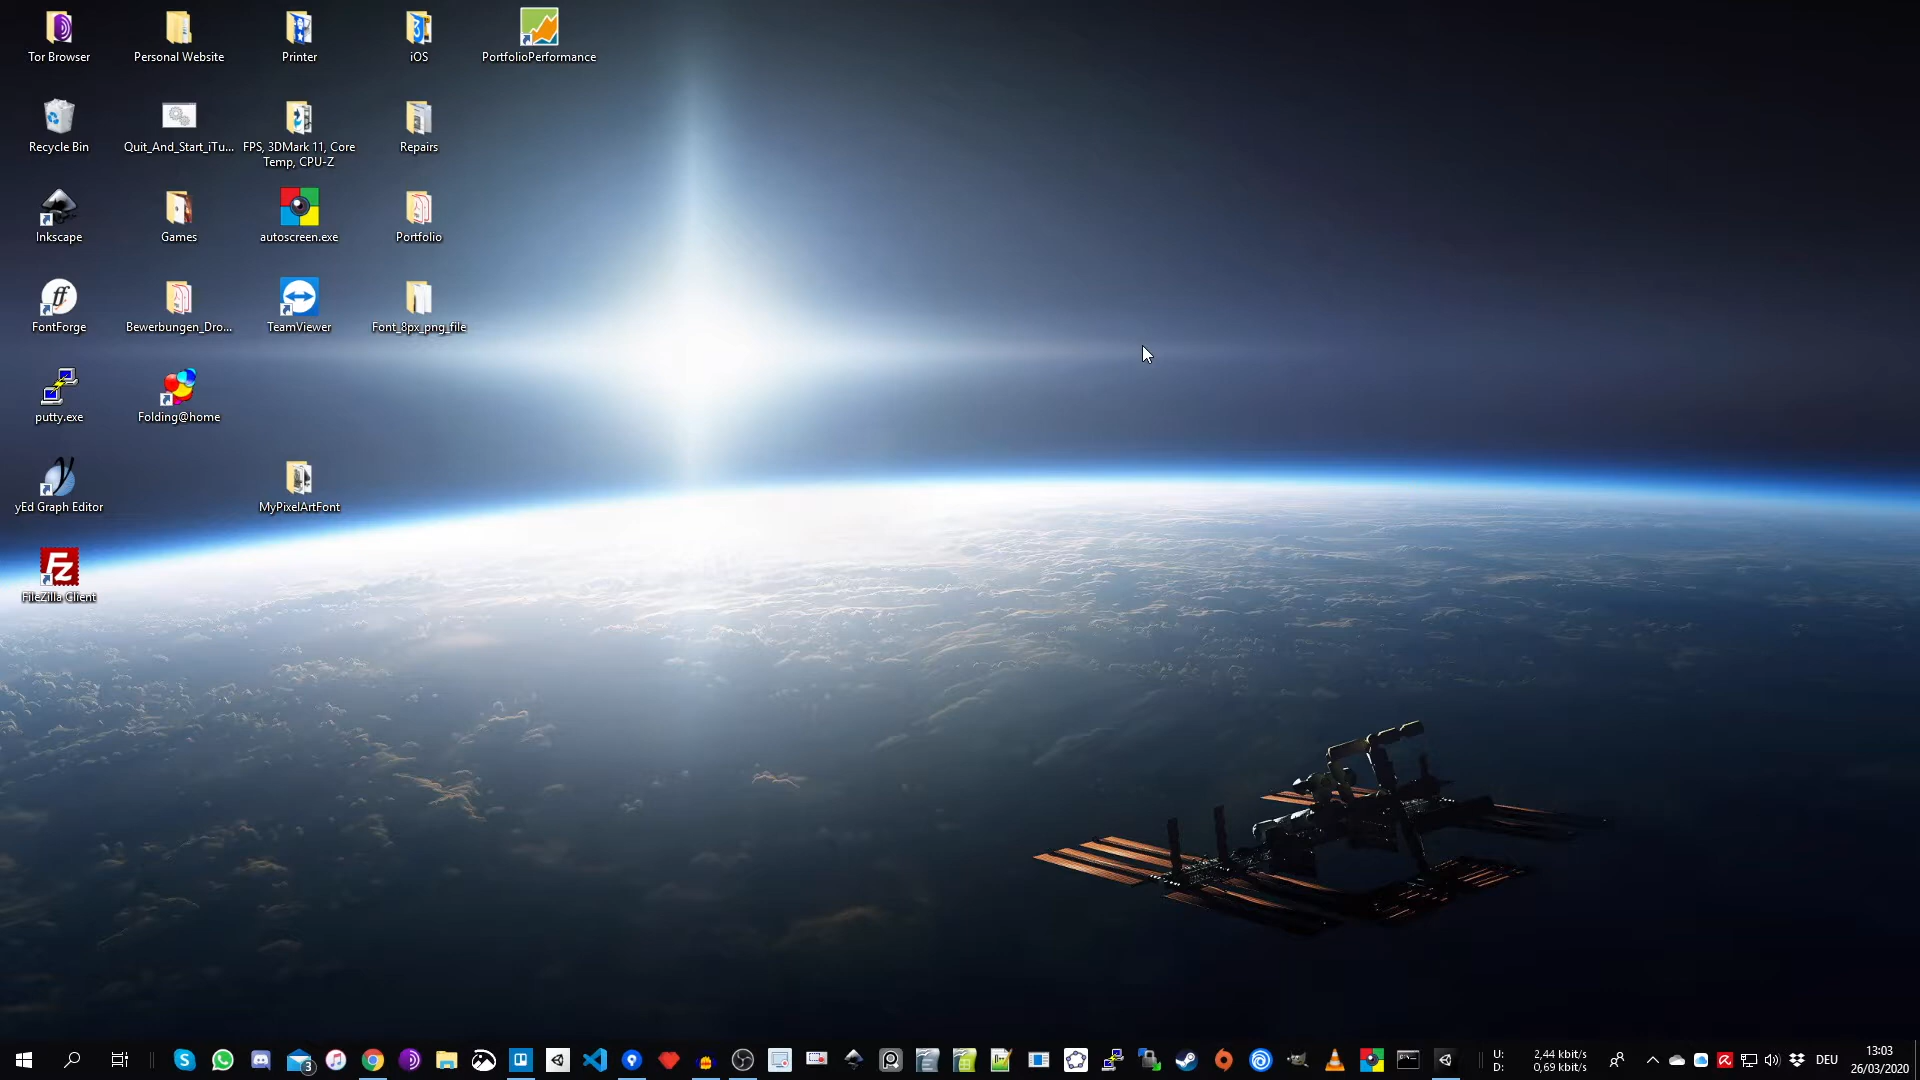 Tor Browser
Personal Website
Printer
iOS
PortfolioPerformance
Recycle Bin
Quit_And_Start_iTu...
FPS, 3DMark 11, Core
Temp, CPU-Z
Repairs
Inkscape
Games
autoscreen.exe
Portfolio
FontForge
Bewerbungen_Dro...
TeamViewer
Font_8px_png_file
putty.exe
Folding@home
yEd Graph Editor
MyPixelArtFont
FileZilla Client
3
U: 2,44 kbit/s
D: 0,69 kbit/s
DEU
13:03
26/03/2020